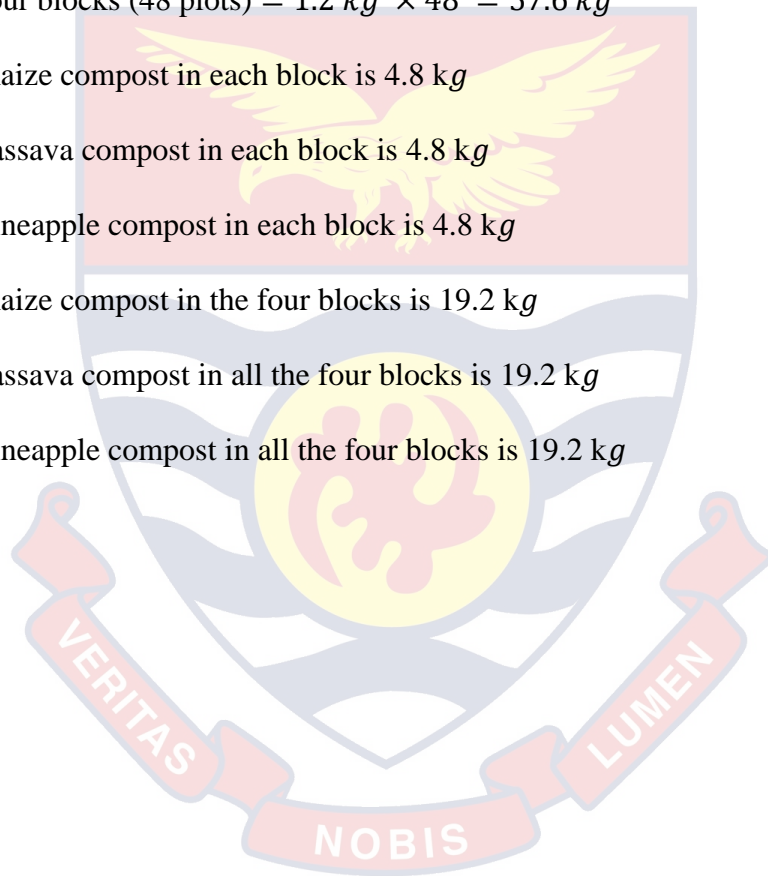 our blocks (48 plots) = 1.2 kg × 48 = 57.6 kg
aize compost in each block is 4.8 kg
assava compost in each block is 4.8 kg
neapple compost in each block is 4.8 kg
aize compost in the four blocks is 19.2 kg
assava compost in all the four blocks is 19.2 kg
neapple compost in all the four blocks is 19.2 kg
VERITAS
NOBIS
LUMEN